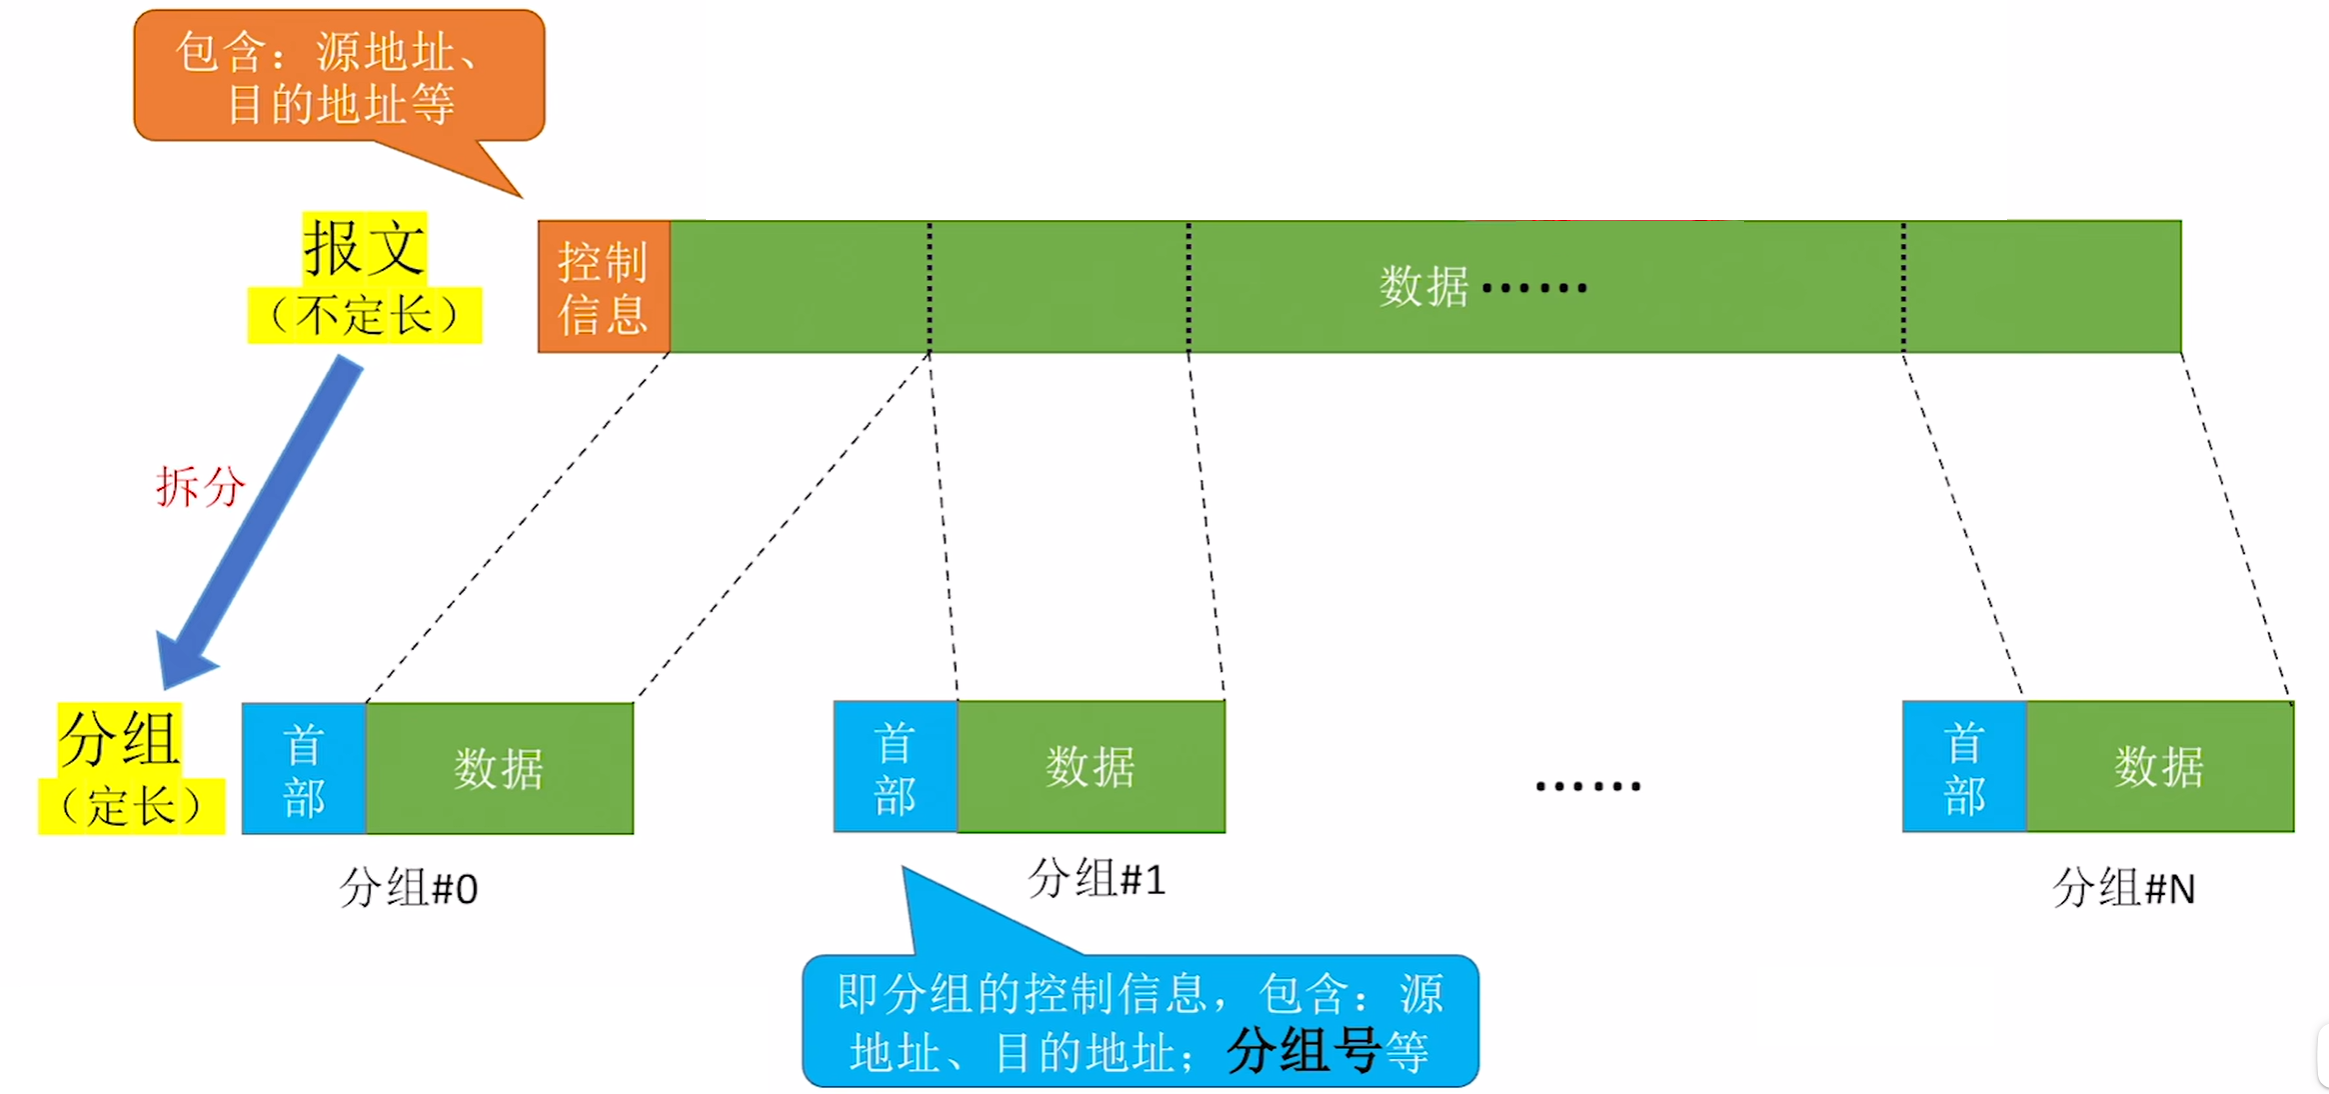 包含：源地址、
目的地址等
报文
（不定长）
控制
信息
数据······
拆分
分组
（定长）
首
部
数据
首
部
数据
······
首
部
数据
分组#0
分组#1
分组#N
即分组的控制信息，包含：源
地址、目的地址；分组号等